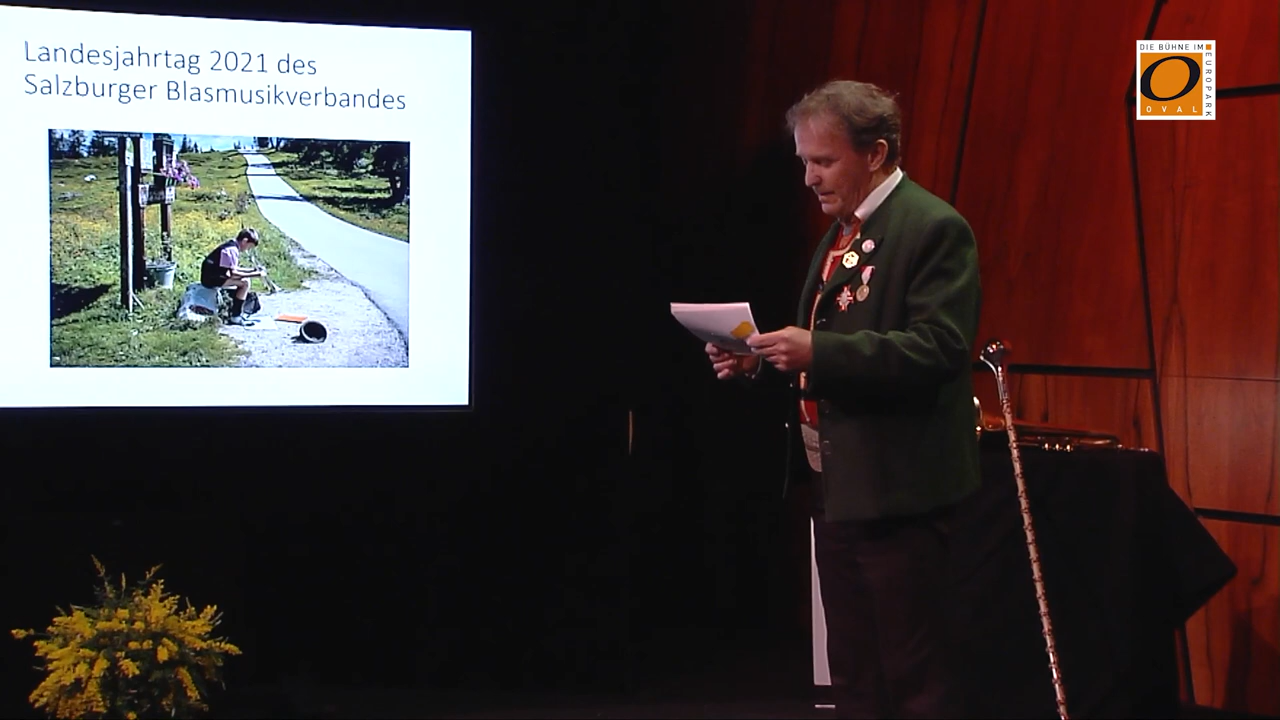 Landesjahrtag 2021 des
Salzburger Blasmusikverbandes
DIE BÜHNE IM
EUROPARK
OVAL